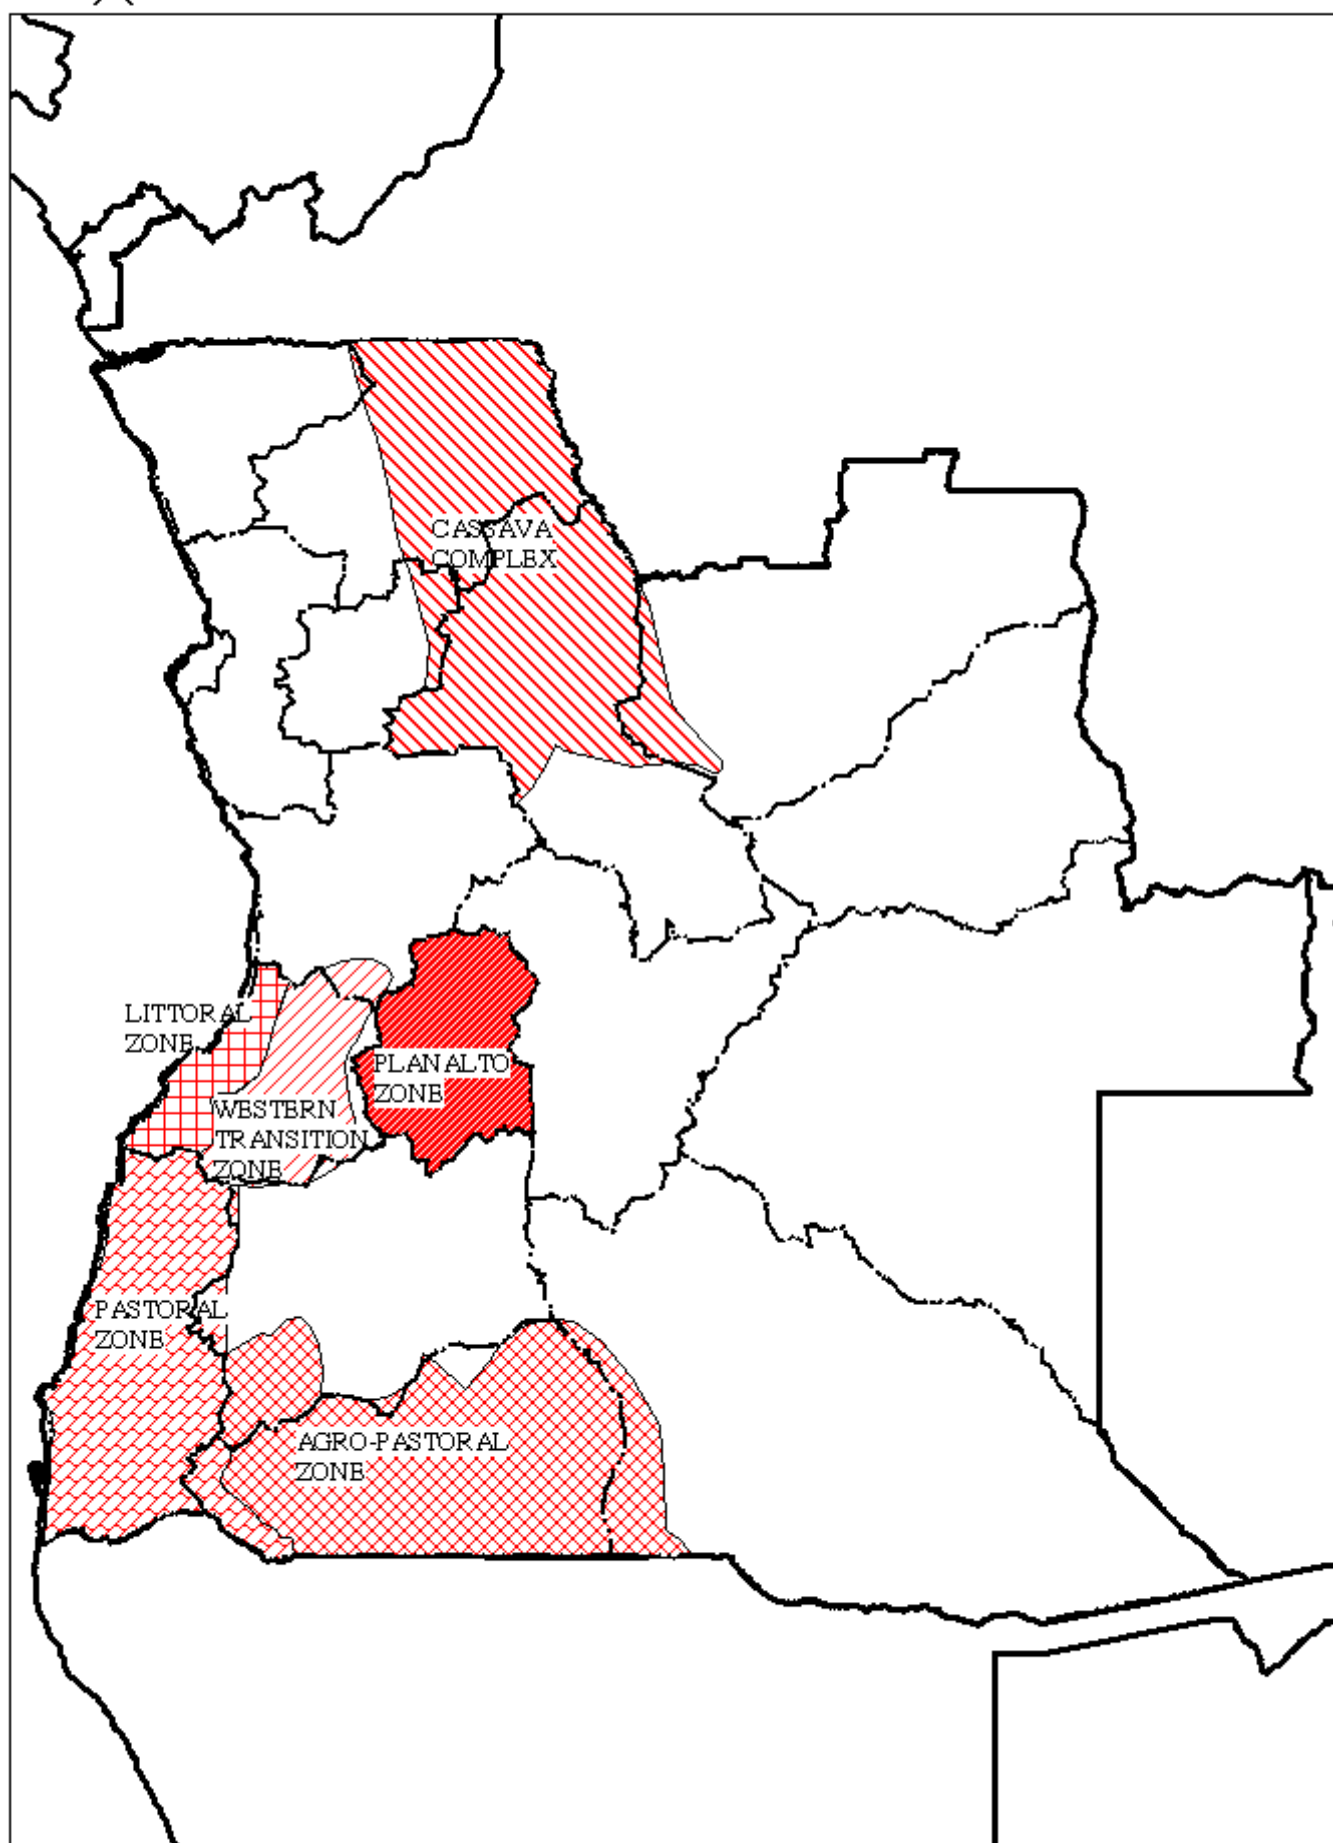 CASSAVA
COMPLEX
LITTORAL
ZONE
PLANALTO
ZONE
WESTERN
TRANSITION
ZONE
PASTORAL
ZONE
AGRO-PASTORAL
ZONE